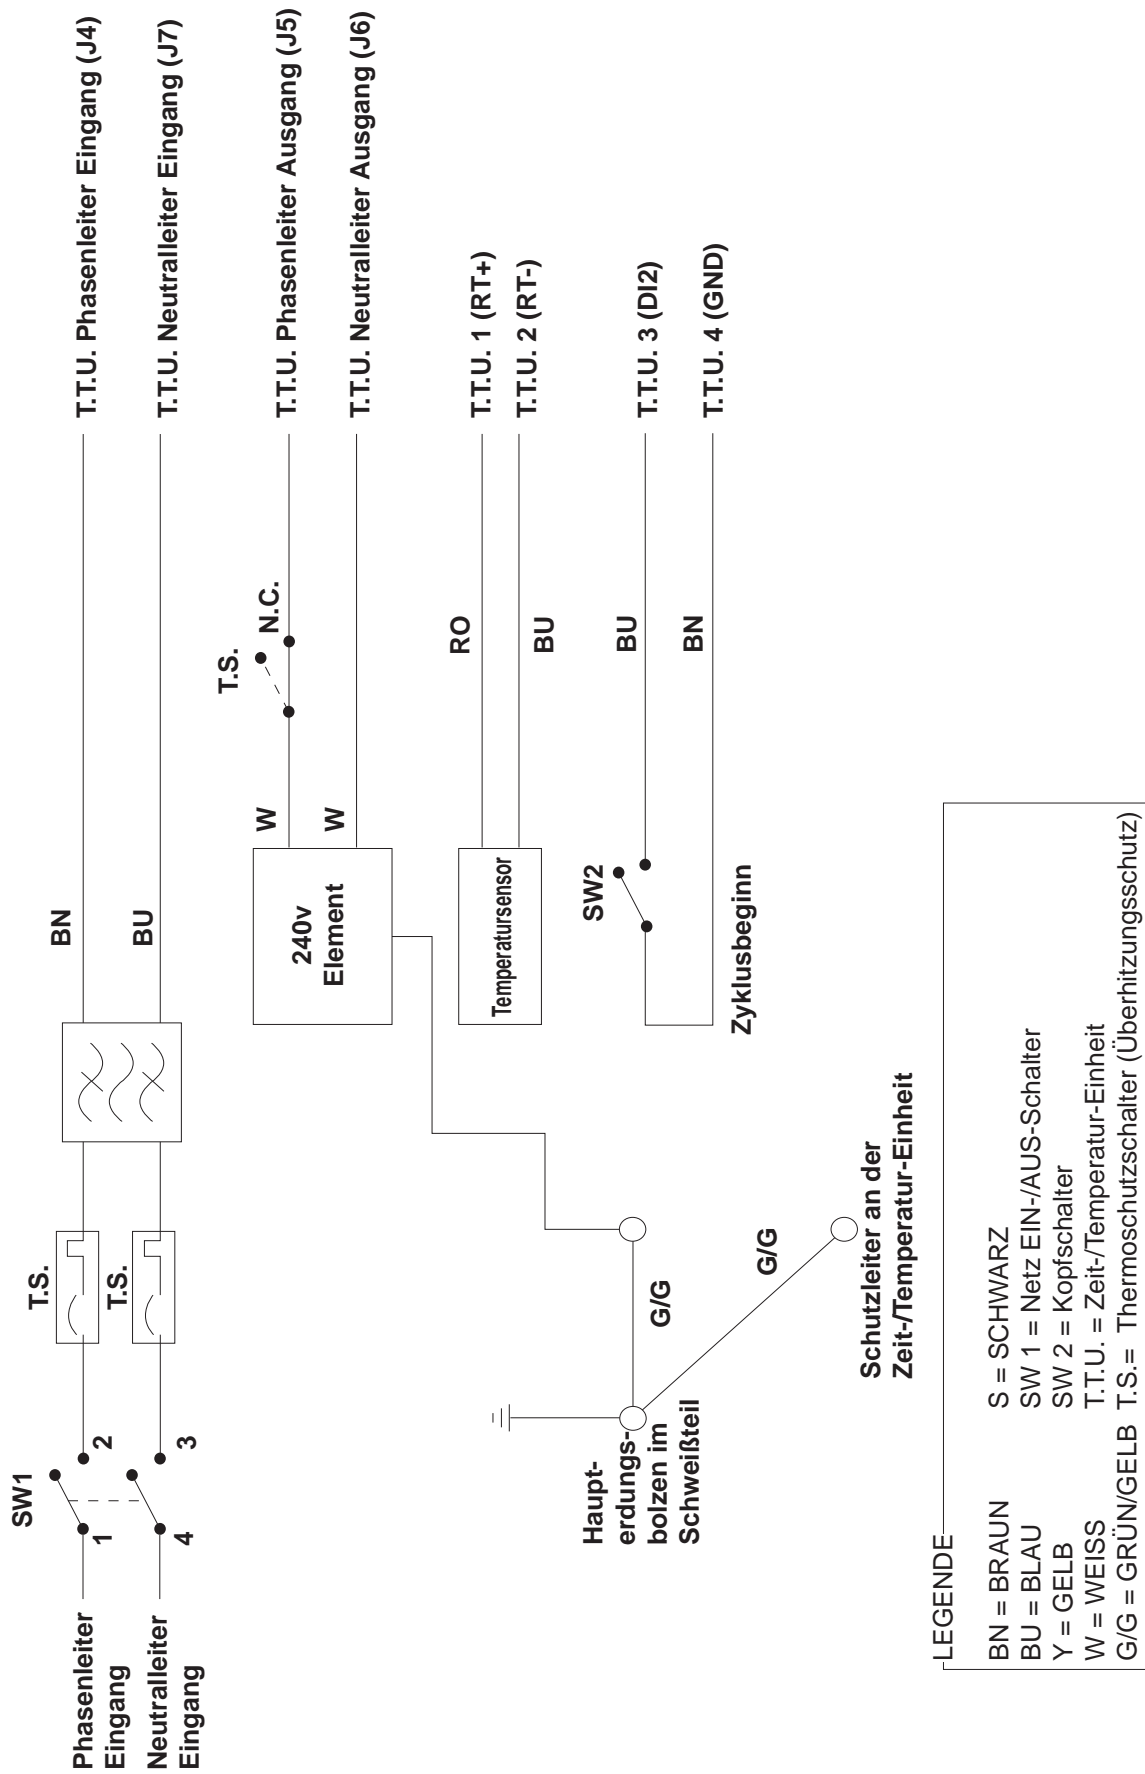 SW1
Phasenleiter
Eingang
Neutralleiter
Eingang
1
2
4
3
T.S.
T.S.
BN
BU
T.T.U. Phasenleiter Eingang (J4)
T.T.U. Neutralleiter Eingang (J7)
240v
Element
W
W
T.S.
N.C.
T.T.U. Phasenleiter Ausgang (J5)
T.T.U. Neutralleiter Ausgang (J6)
Temperatursensor
RO
BU
T.T.U. 1 (RT+)
T.T.U. 2 (RT-)
SW2
Zyklusbeginn
BU
BN
T.T.U. 3 (DI2)
T.T.U. 4 (GND)
Haupt-
erdungs-
bolzen im
Schweißteil
G/G
G/G
Schutzleiter an der
Zeit-/Temperatur-Einheit
LEGENDE
BN = BRAUN
BU = BLAU
Y = GELB
W = WEISS
G/G = GRÜN/GELB
S = SCHWARZ
SW 1 = Netz EIN-/AUS-Schalter
SW 2 = Kopfschalter
T.T.U. = Zeit-/Temperatur-Einheit
T.S.= Thermoschutzschalter (Überhitzungsschutz)